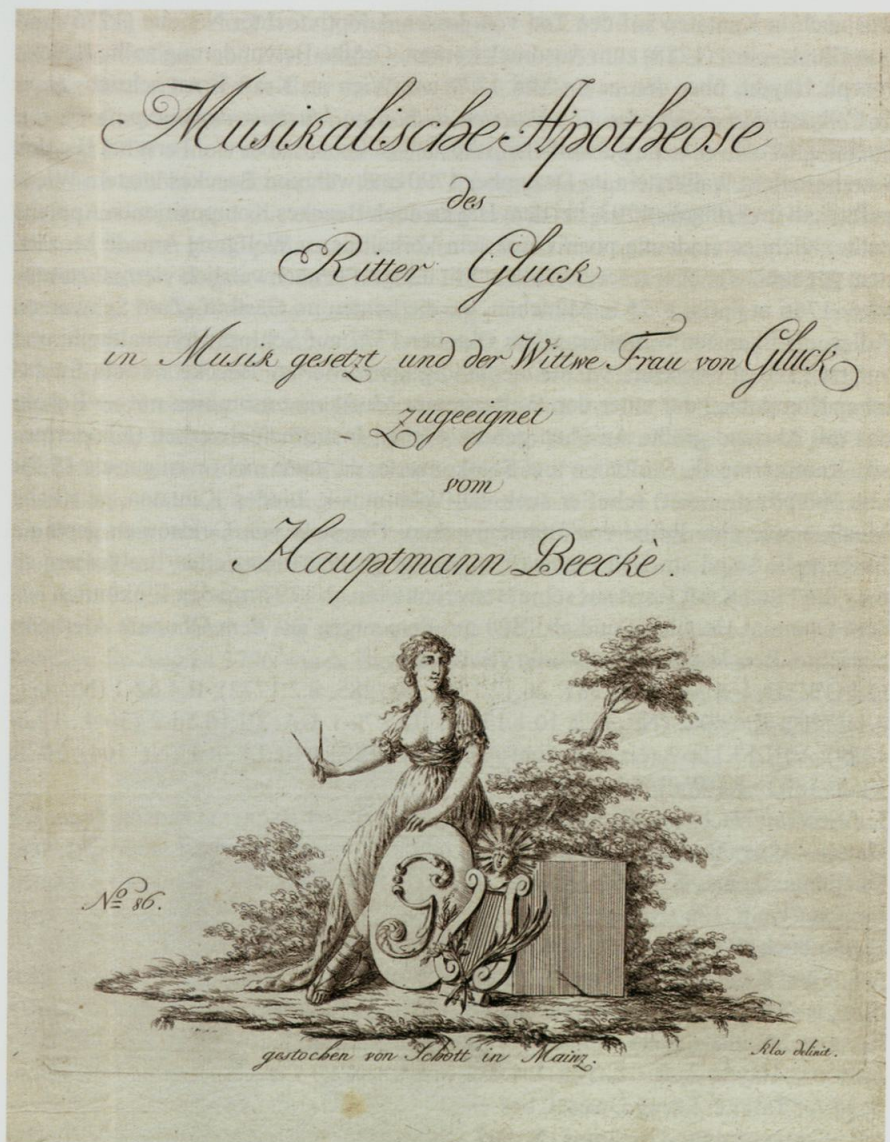 Musikalische Apotheose
des
Ritter Gluck
in Musik gesetzt und der Wittwe Frau von Gluck
zugeeignet
vom
Hauptmann Beeckè.
G
No 86.
gestochen von Schott in Mainz.
Klos delinit.